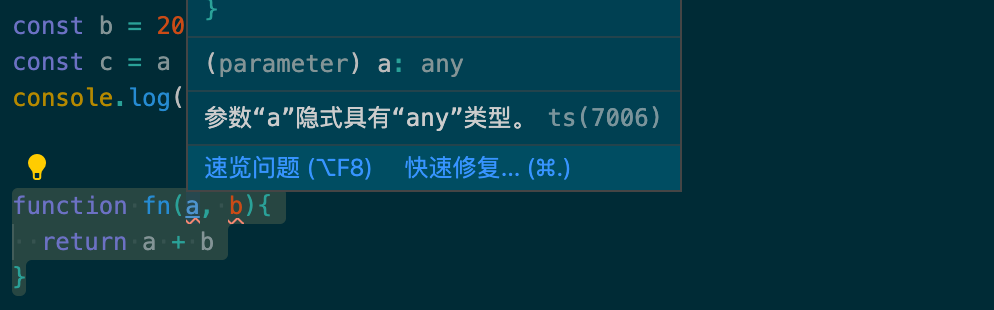 }
const b = 20
(parameter) a: any
const c = a
console.log(
参数“a”隐式具有“any”类型。 ts(7006)
速览问题 (⌥F8) 快速修复... (⌘.)
function fn(a, b){
return a + b
}